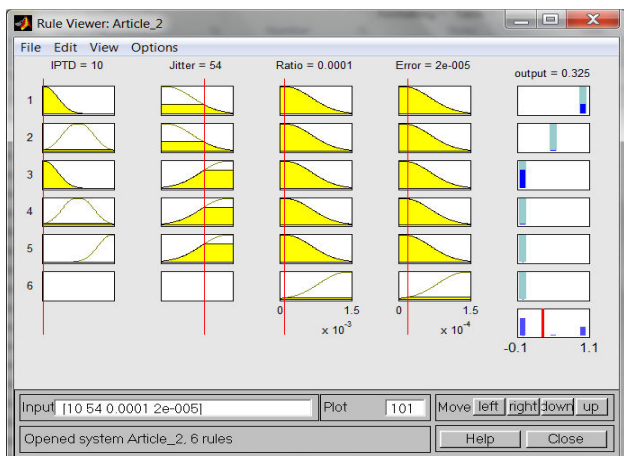 Rule Viewer: Article_2
File Edit View Options
IPTD = 10 Jitter = 54 Ratio = 0.0001 Error = 2e-005 output = 0.325
1
2
3
4
5
6
0 1.5 0 1.5
x 10-3 x 10-4
-0.1 1.1
Input [10 54 0.0001 2e-005] Plot 101 Move left right down up
Opened system Article_2, 6 rules Help Close